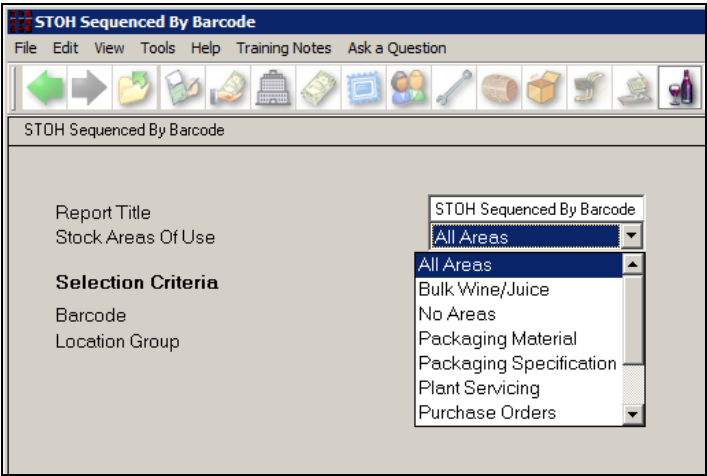 STOH Sequenced By Barcode
File Edit View Tools Help Training Notes Ask a Question
STOH Sequenced By Barcode
Report Title STOH Sequenced By Barcode
Stock Areas Of Use All Areas
All Areas
Selection Criteria Bulk Wine/Juice
Barcode No Areas
Location Group Packaging Material
Packaging Specification
Plant Servicing
Purchase Orders